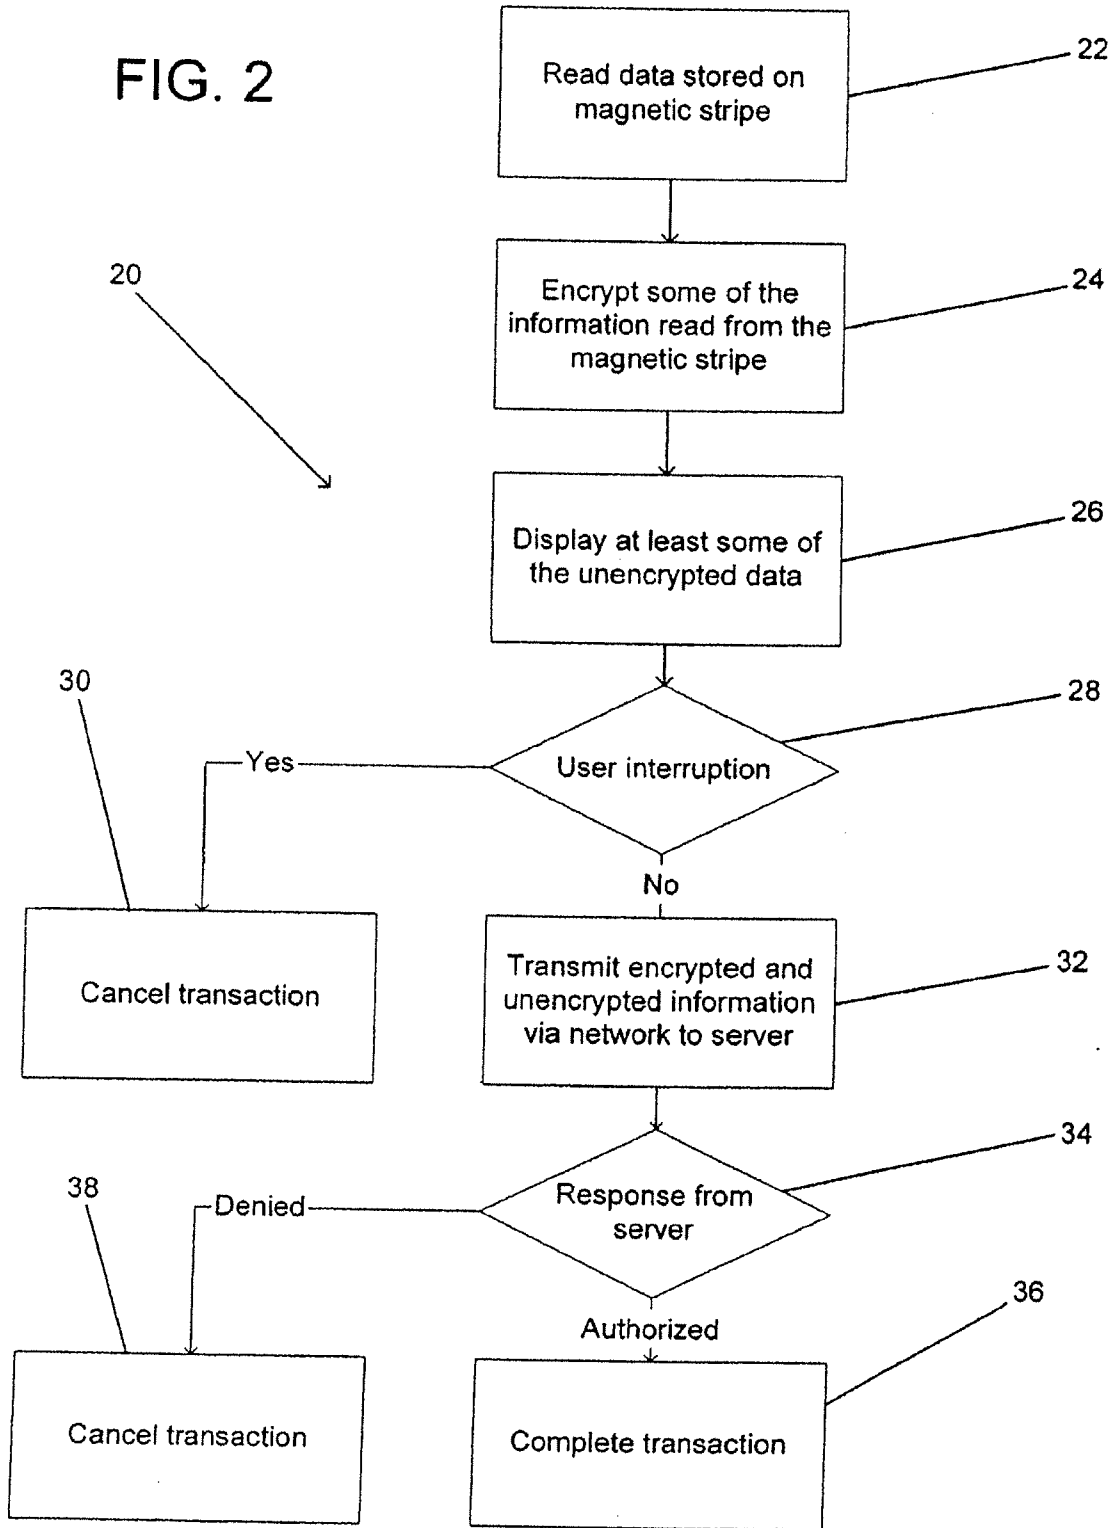 FIG. 2
22
Read data stored on
magnetic stripe
20
24
Encrypt some of the
information read from the
magnetic stripe
26
Display at least some of
the unencrypted data
30
28
Yes
User interruption
No
Cancel transaction
32
Transmit encrypted and
unencrypted information
via network to server
34
38
Denied
Response from
server
36
Authorized
Cancel transaction
Complete transaction